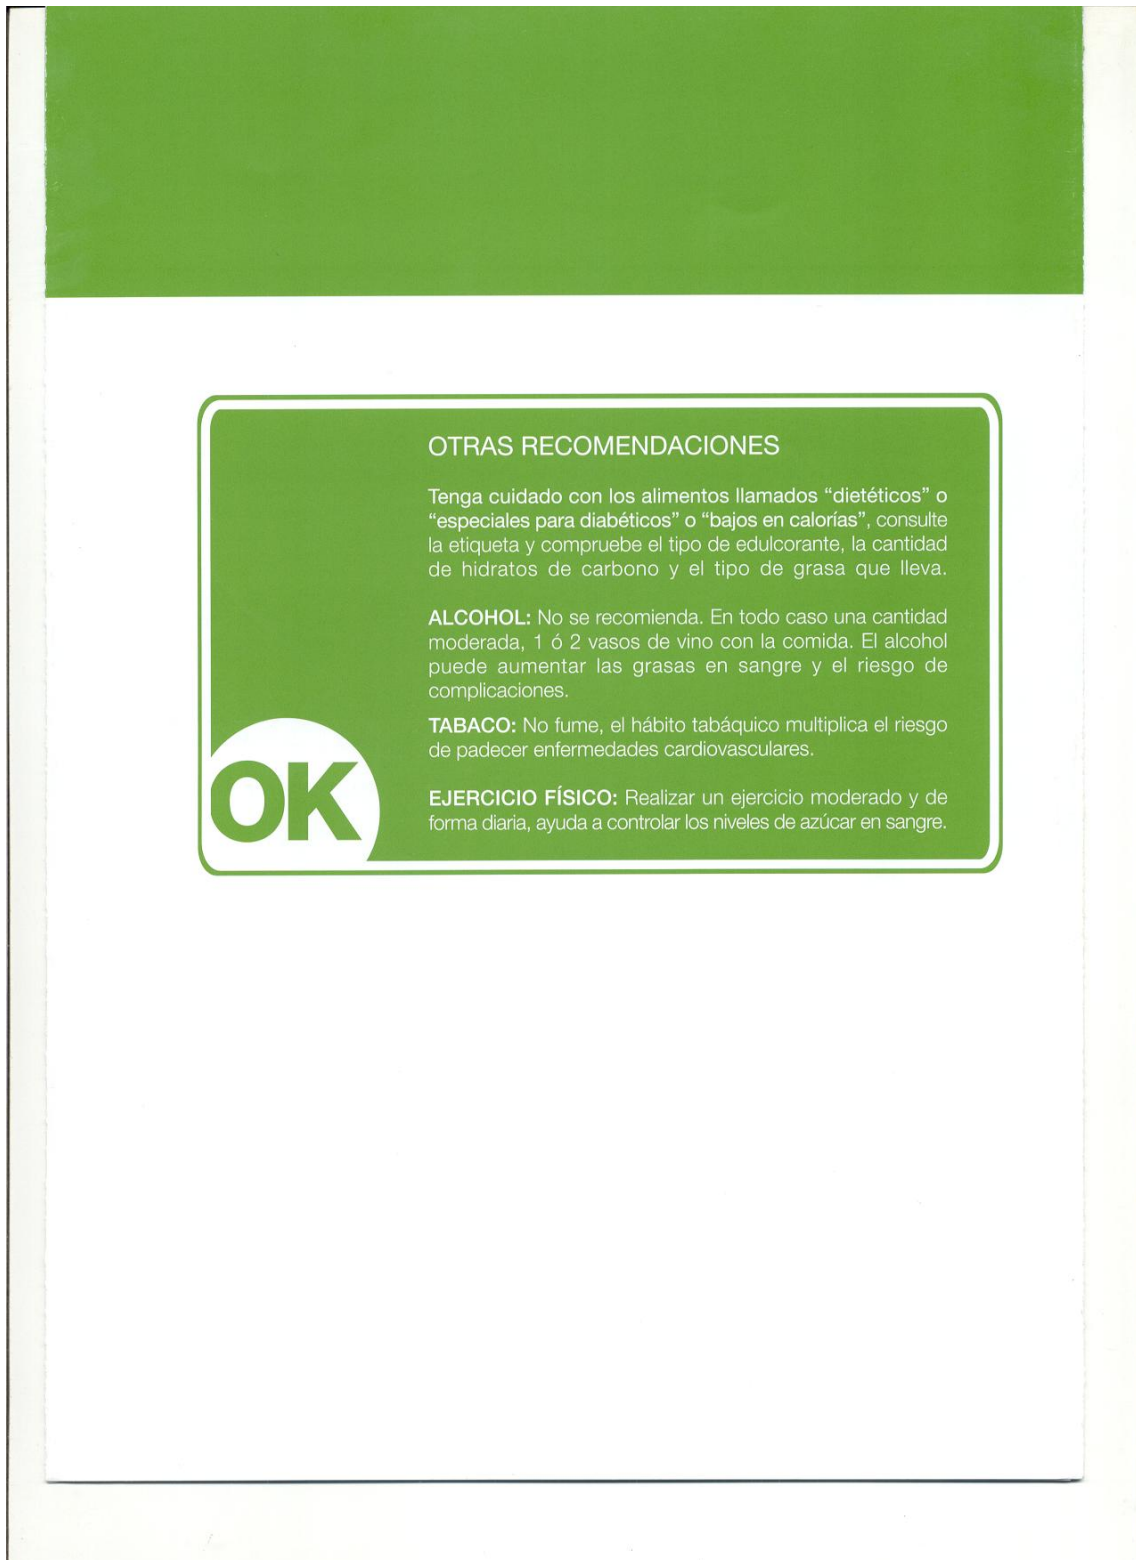 OTRAS RECOMENDACIONES
Tenga cuidado con los alimentos llamados “dietéticos” o
“especiales para diabéticos” o “bajos en calorías”, consulte
la etiqueta y compruebe el tipo de edulcorante, la cantidad
de hidratos de carbono y el tipo de grasa que lleva.
ALCOHOL: No se recomienda. En todo caso una cantidad
moderada, 1 ó 2 vasos de vino con la comida. El alcohol
puede aumentar las grasas en sangre y el riesgo de
complicaciones.
TABACO: No fume, el hábito tabáquico multiplica el riesgo
de padecer enfermedades cardiovasculares.
EJERCICIO FÍSICO: Realizar un ejercicio moderado y de
forma diaria, ayuda a controlar los niveles de azúcar en sangre.
OK